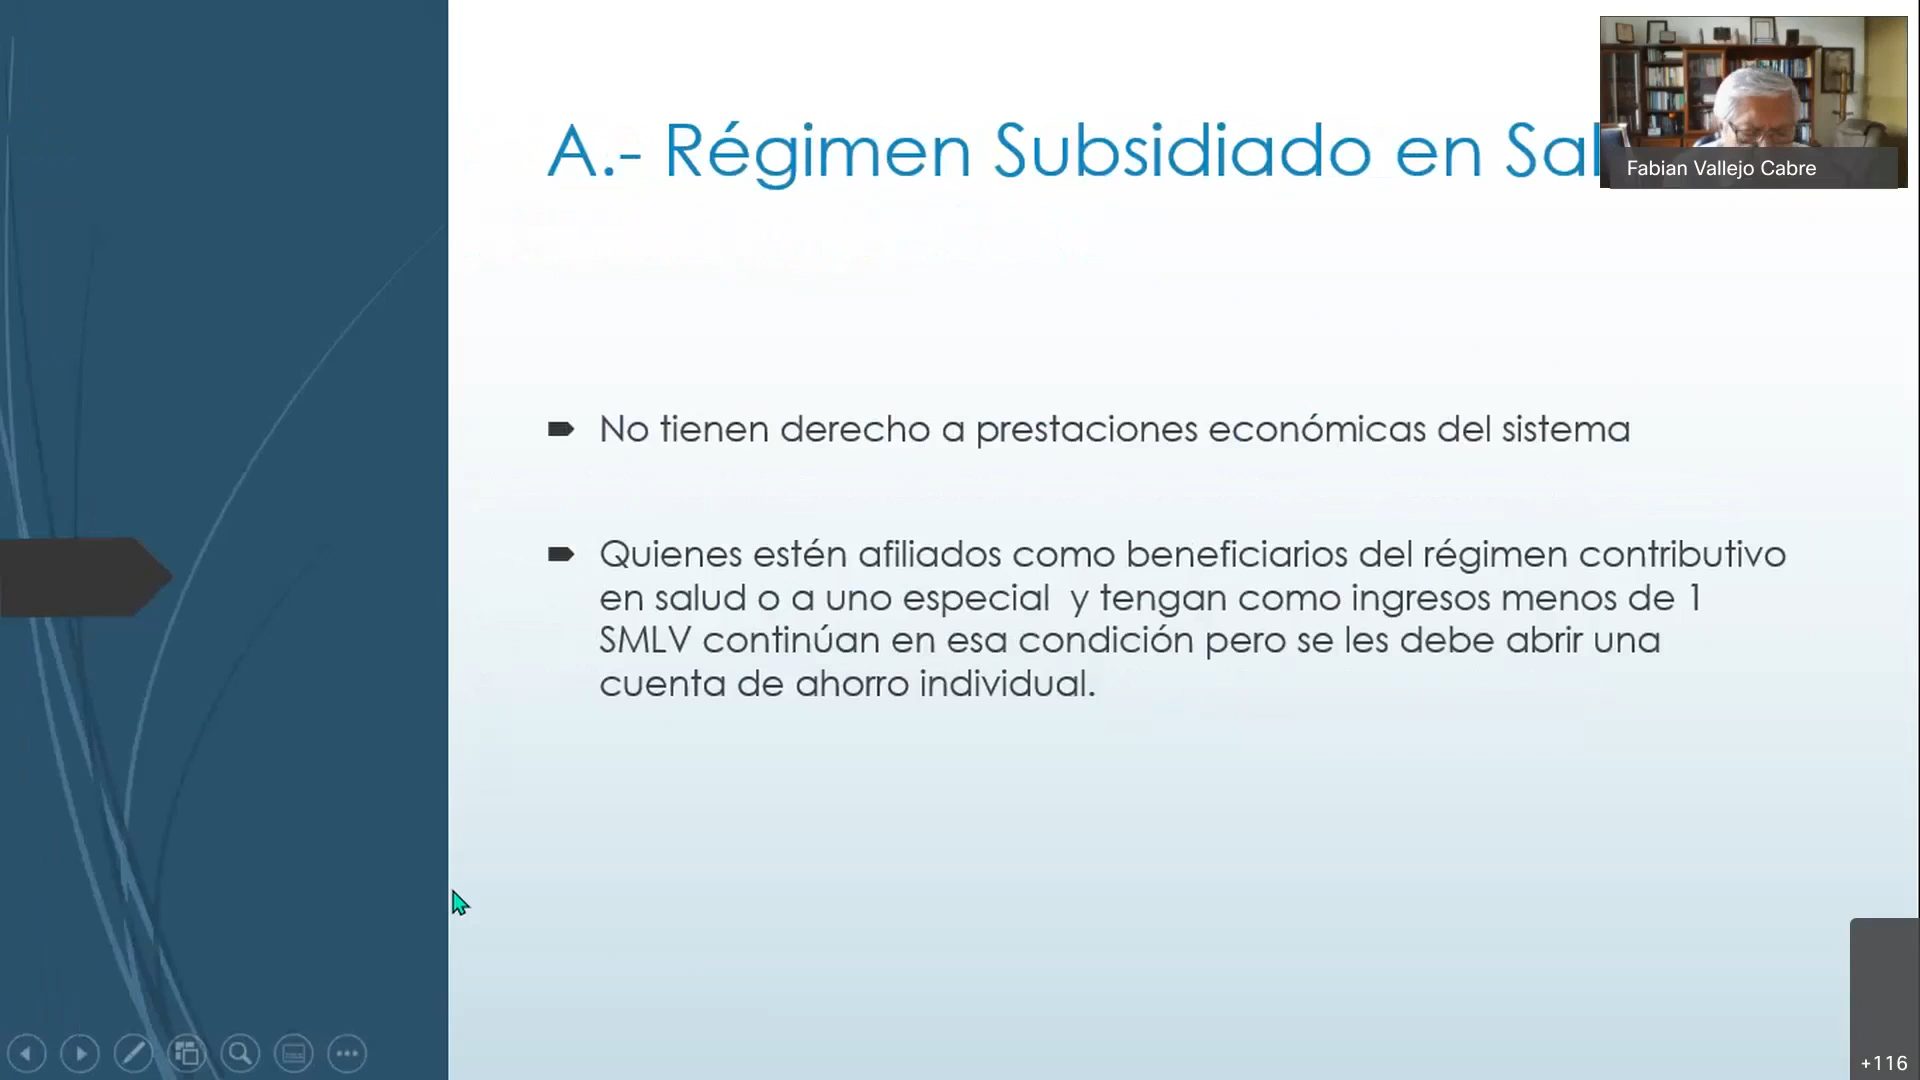 A.- Régimen Subsidiado en Sal
Fabian Vallejo Cabre
No tienen derecho a prestaciones económicas del sistema
Quienes estén afiliados como beneficiarios del régimen contributivo
en salud o a uno especial y tengan como ingresos menos de 1
SMLV continúan en esa condición pero se les debe abrir una
cuenta de ahorro individual.
+116